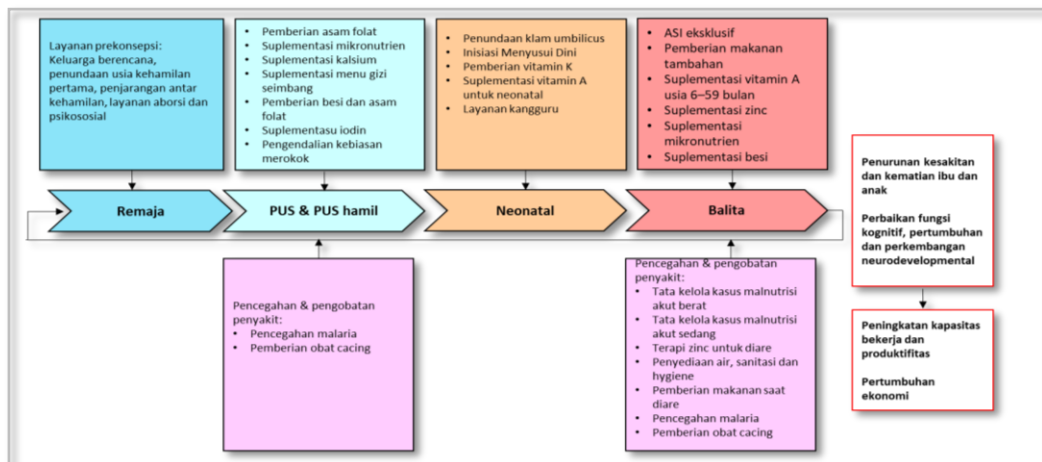 Layanan prekonsepsi:
Keluarga berencana,
penundaan usia kehamilan
pertama, penjarangan antar
kehamilan, layanan aborsi dan
psikososial
• Pemberian asam folat
• Suplementasi mikronutrien
• Suplementasi kalsium
• Suplementasi menu gizi
seimbang
• Pemberian besi dan asam
folat
• Suplementasu iodin
• Pengendalian kebiasan
merokok
• Penundaan klam umbilicus
• Inisiasi Menyusui Dini
• Pemberian vitamin K
• Suplementasi vitamin A
untuk neonatal
• Layanan kangguru
• ASI eksklusif
• Pemberian makanan
tambahan
• Suplementasi vitamin A
usia 6–59 bulan
• Suplementasi zinc
• Suplementasi
mikronutrien
• Suplementasi besi
Remaja
PUS & PUS hamil
Neonatal
Balita
Pencegahan & pengobatan
penyakit:
• Pencegahan malaria
• Pemberian obat cacing
Pencegahan & pengobatan
penyakit:
• Tata kelola kasus malnutrisi
akut berat
• Tata kelola kasus malnutrisi
akut sedang
• Terapi zinc untuk diare
• Penyediaan air, sanitasi dan
hygiene
• Pemberian makanan saat
diare
• Pencegahan malaria
• Pemberian obat cacing
Penurunan kesakitan
dan kematian ibu dan
anak
Perbaikan fungsi
kognitif, pertumbuhan
dan perkembangan
neurodevelopmental
Peningkatan kapasitas
bekerja dan
produktifitas
Pertumbuhan
ekonomi